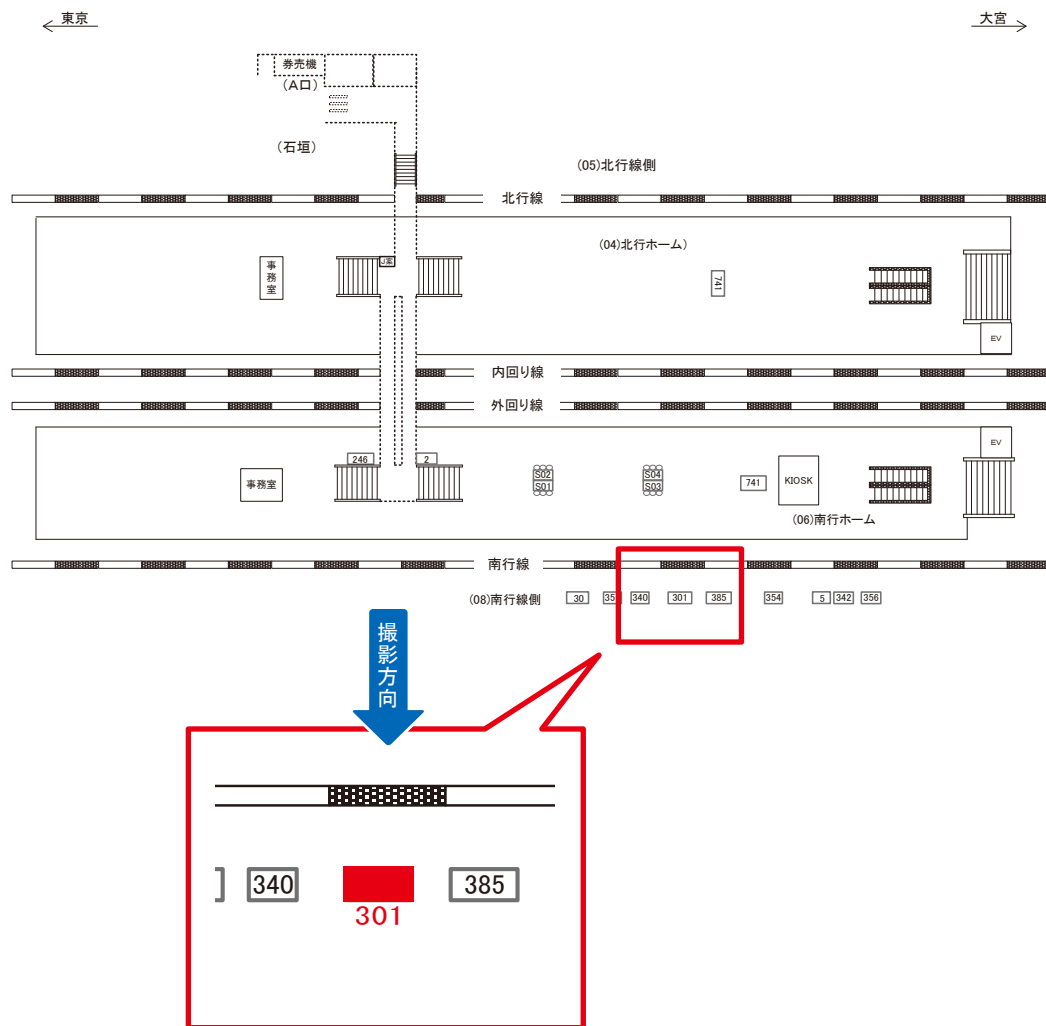 東京
大宮
券売機
(A口)
(石垣)
(05)北行線側
北行線
(04)北行ホーム)
事務室
J薬
741
EV
内回り線
外回り線
EV
246
2
事務室
S02
S01
S04
S03
741
KIOSK
(06)南行ホーム
南行線
(08)南行線側
30
35
340
301
385
354
5
342
356
撮影方向
340
301
385